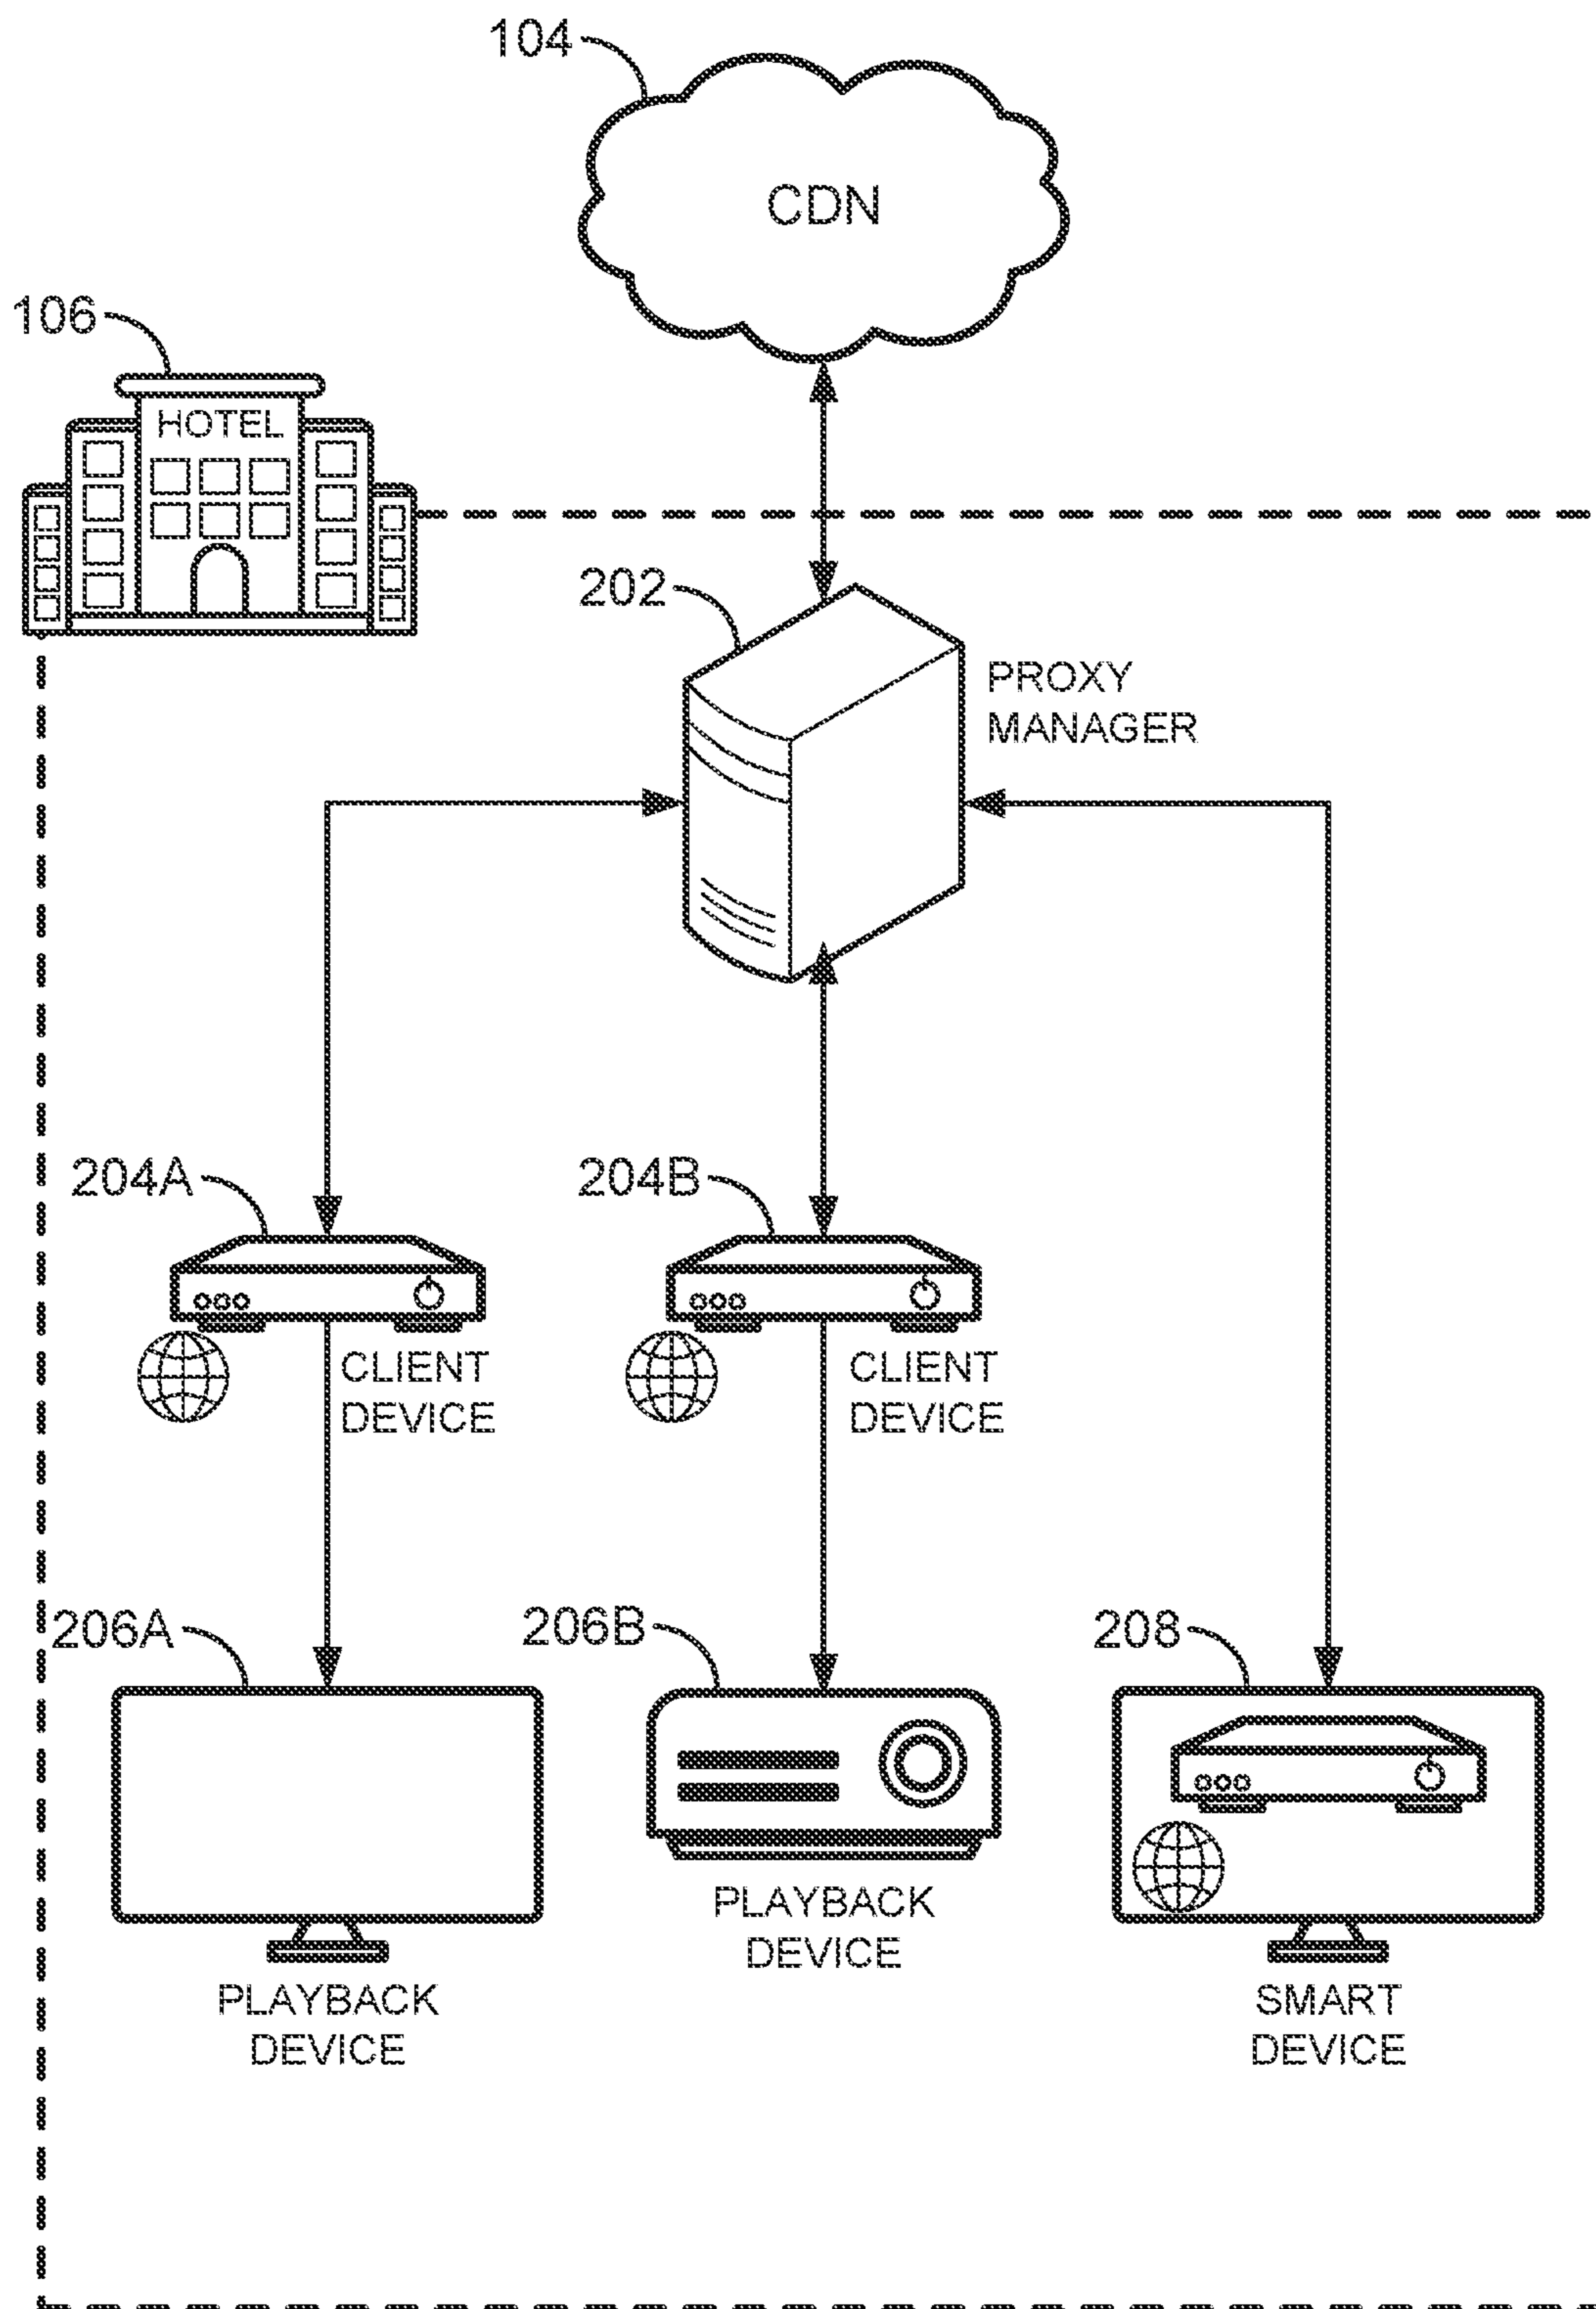 104
CDN
106
HOTEL
202
PROXY
MANAGER
204A
204B
CLIENT
DEVICE
CLIENT
DEVICE
206A
206B
208
PLAYBACK
DEVICE
PLAYBACK
DEVICE
SMART
DEVICE